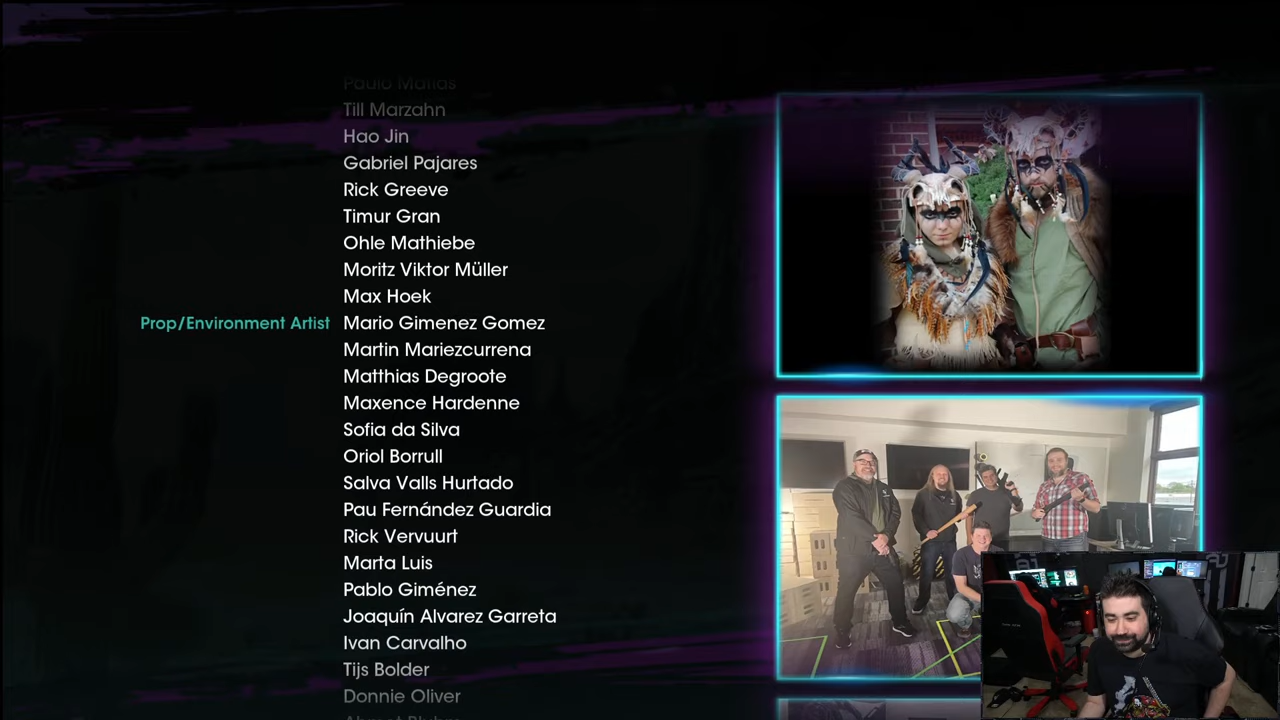 Paulo Matias
Till Marzahn
Hao Jin
Gabriel Pajares
Rick Greeve
Timur Gran
Ohle Mathiebe
Moritz Viktor Müller
Max Hoek
Prop/Environment Artist Mario Gimenez Gomez
Martin Mariezcurrena
Matthias Degroote
Maxence Hardenne
Sofia da Silva
Oriol Borrull
Salva Valls Hurtado
Pau Fernández Guardia
Rick Vervuurt
Marta Luis
Pablo Giménez
Joaquín Alvarez Garreta
Ivan Carvalho
Tijs Bolder
Donnie Oliver